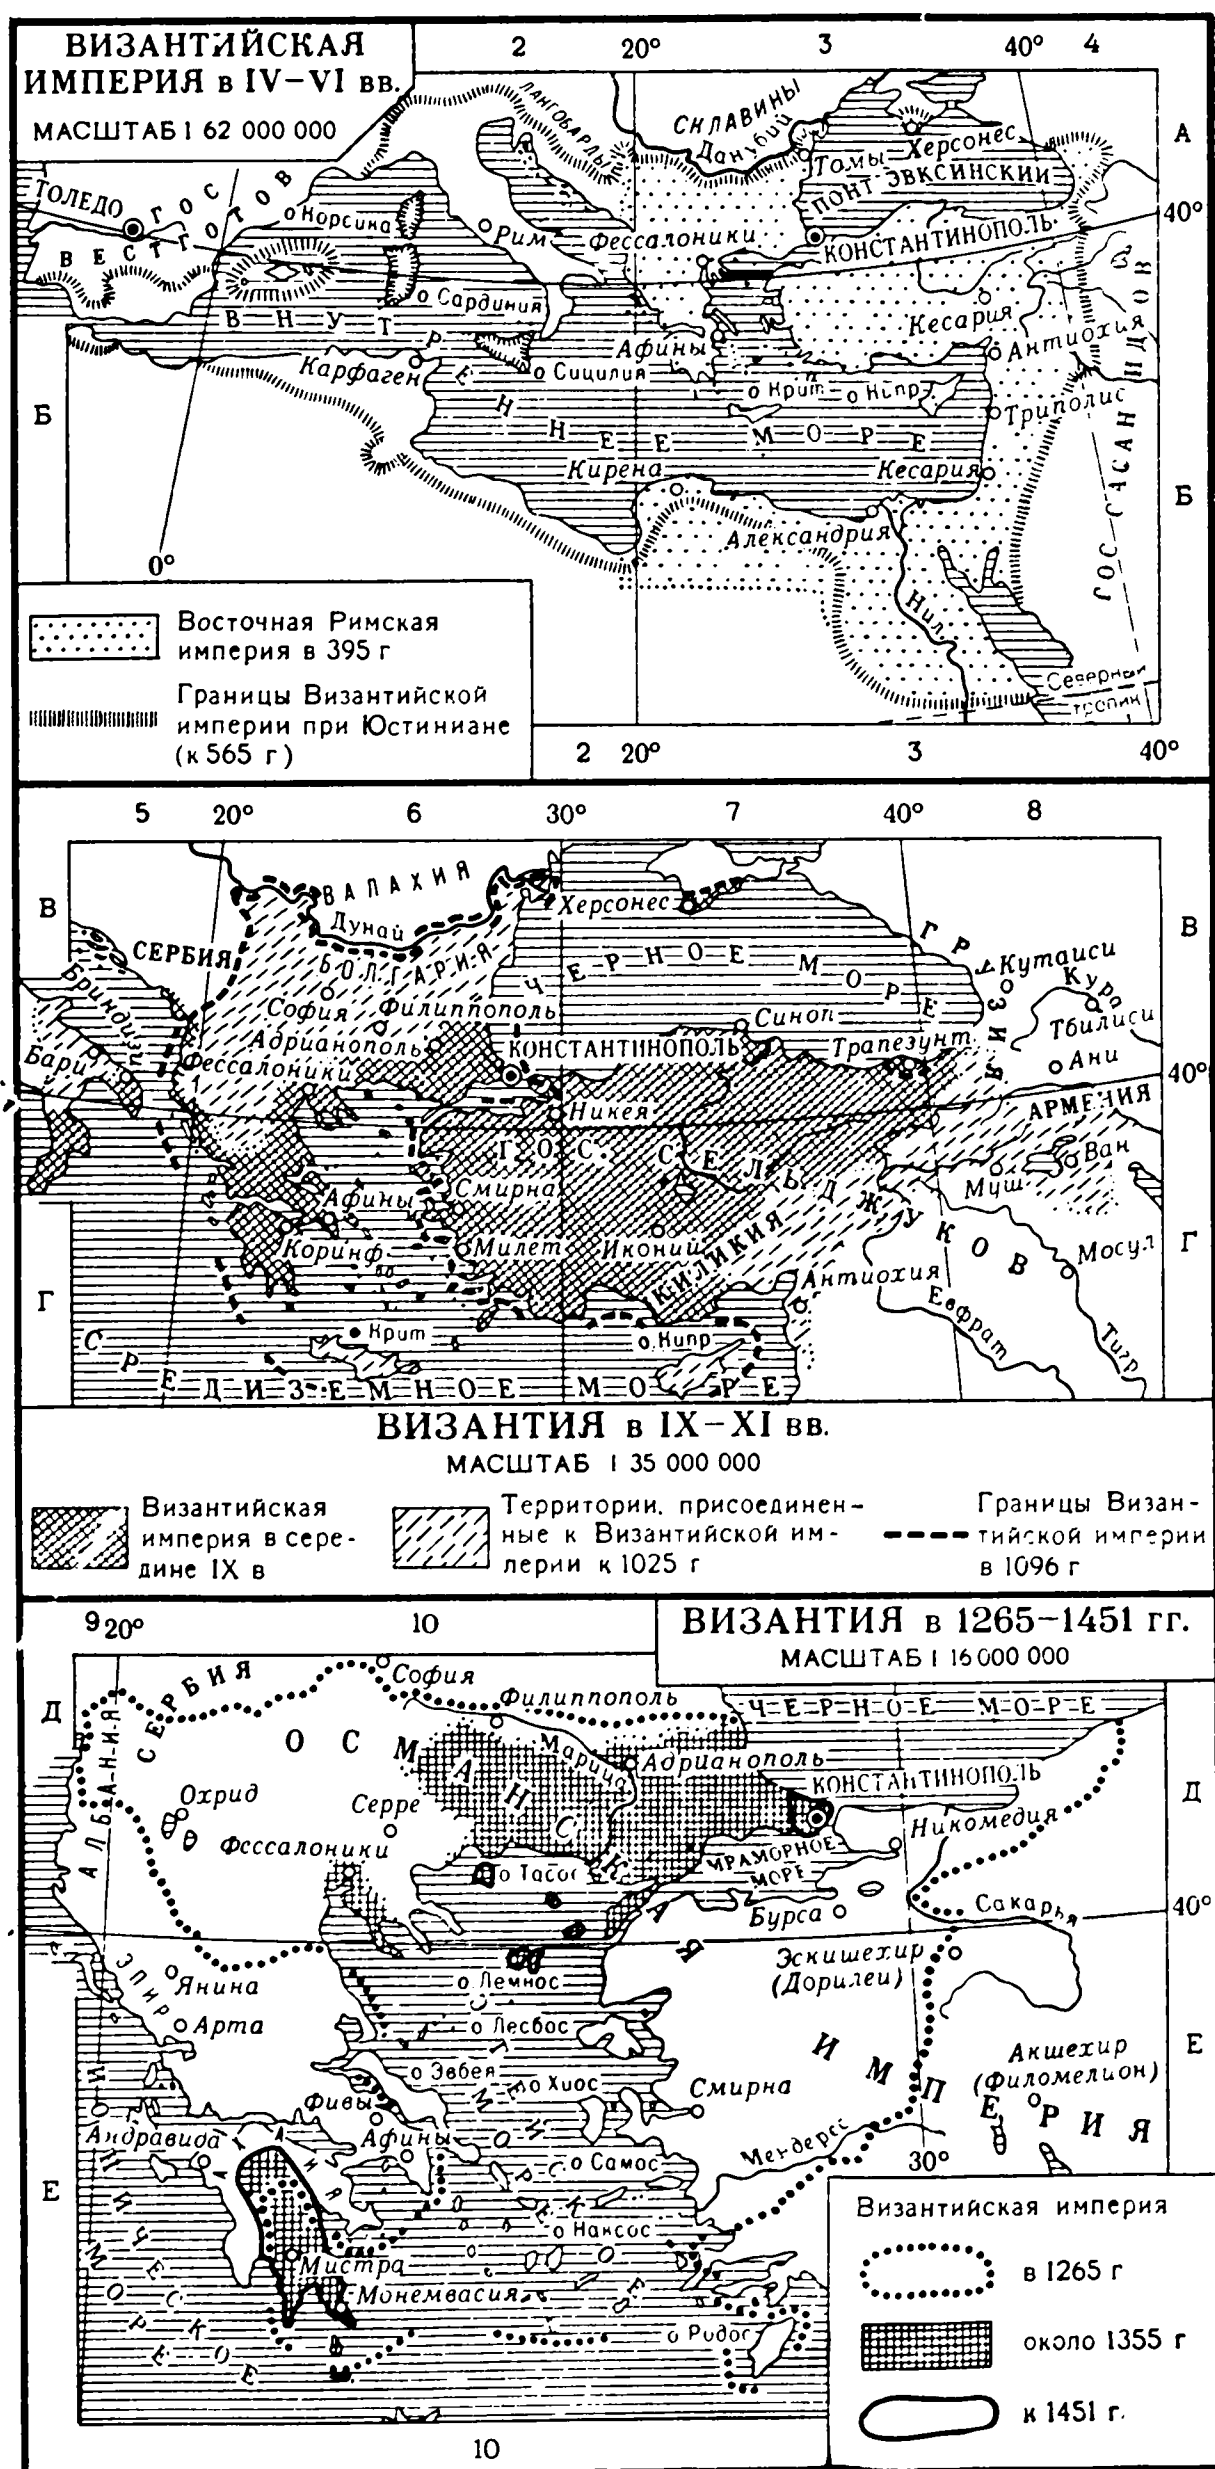 ВИЗАНТИЙСКАЯ
ИМПЕРИЯ в IV–VI вв.
МАСШТАБ 1 62 000 000
2 20° 3 40° 4
А
40°
Б
Б
0°
ЛАНГОБАРДЫ
СКЛАВИНЫ
Данубий
Томы
Херсонес
ПОНТ ЭВКСИНСКИЙ
ТОЛЕДО
ГОС ВЕСТГОТОВ
Корсика
Рим
Фессалоники
КОНСТАНТИНОПОЛЬ
Сардиния
Кесария
Антиохия
Афины
Карфаген
Сицилия
Крит
Кипр
Триполис
ВНУТРЕННЕЕ МОРЕ
Кирена
Кесария
Александрия
Нил
ГОС САСАНИДОВ
Северный
тропик
2 20° 3 40°
Восточная Римская
империя в 395 г
Границы Византийской
империи при Юстиниане
(к 565 г)
5 20° 6 30° 7 40° 8
В
В
40°
Г
Г
ВАЛАХИЯ
Дунай
Херсонес
СЕРБИЯ
БОЛГАРИЯ
ЧЕРНОЕ МОРЕ
ГРУЗИЯ
Кутаиси
Кура
Тбилиси
Бриндизи
София
Филиппополь
Синоп
Адрианополь
КОНСТАНТИНОПОЛЬ
Трапезунт
Ани
Бари
Фессалоники
Никея
АРМЕНИЯ
ГОС СЕЛЬДЖУКОВ
Ван
Муш
Афины
Смирна
Коринф
Милет
Иконий
КИЛИКИЯ
Мосул
Антиохия
Евфрат
Тигр
Крит
Кипр
СРЕДИЗЕМНОЕ МОРЕ
ВИЗАНТИЯ в IX–XI вв.
МАСШТАБ 1 35 000 000
Византийская
империя в сере-
дине IX в
Территории, присоединен-
ные к Византийской им-
перии к 1025 г
Границы Визан-
тийской империи
в 1096 г
9 20° 10
ВИЗАНТИЯ в 1265–1451 гг.
МАСШТАБ 1 16 000 000
Д
Д
40°
Е
Е
СЕРБИЯ
София
Филиппополь
ЧЕРНОЕ МОРЕ
АЛБАНИЯ
ОСМАНСКАЯ ИМПЕРИЯ
Марица
Адрианополь
КОНСТАНТИНОПОЛЬ
Охрид
Серре
Никомедия
Фессалоники
Тасос
МРАМОРНОЕ
МОРЕ
Бурса
Сакарья
Эскишехир
(Дорилеи)
ЭПИР
Янина
Лемнос
Арта
Лесбос
Акшехир
(Филомелион)
Эвбея
Хиос
Смирна
Фивы
Андравида
Афины
АХАИЯ
Мендерес
Самос
30°
Наксос
Мистра
Монемвасия
Родос
ИОНИЧЕСКОЕ
МОРЕ
10
Византийская империя
в 1265 г
около 1355 г
к 1451 г.